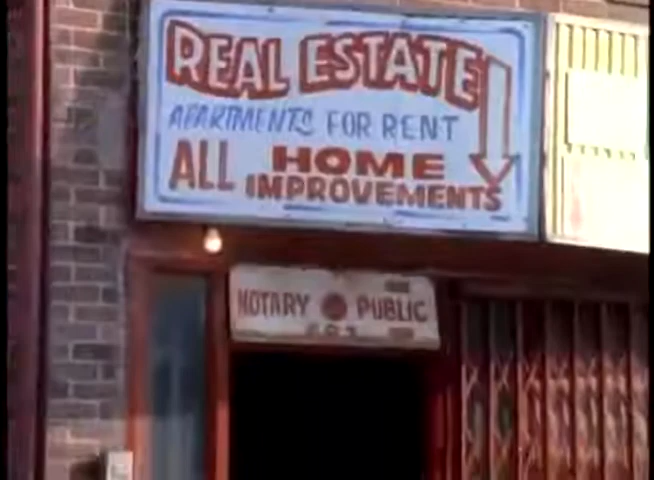 REAL ESTATE
APARTMENTS FOR RENT
ALL HOME
IMPROVEMENTS
NOTARY PUBLIC